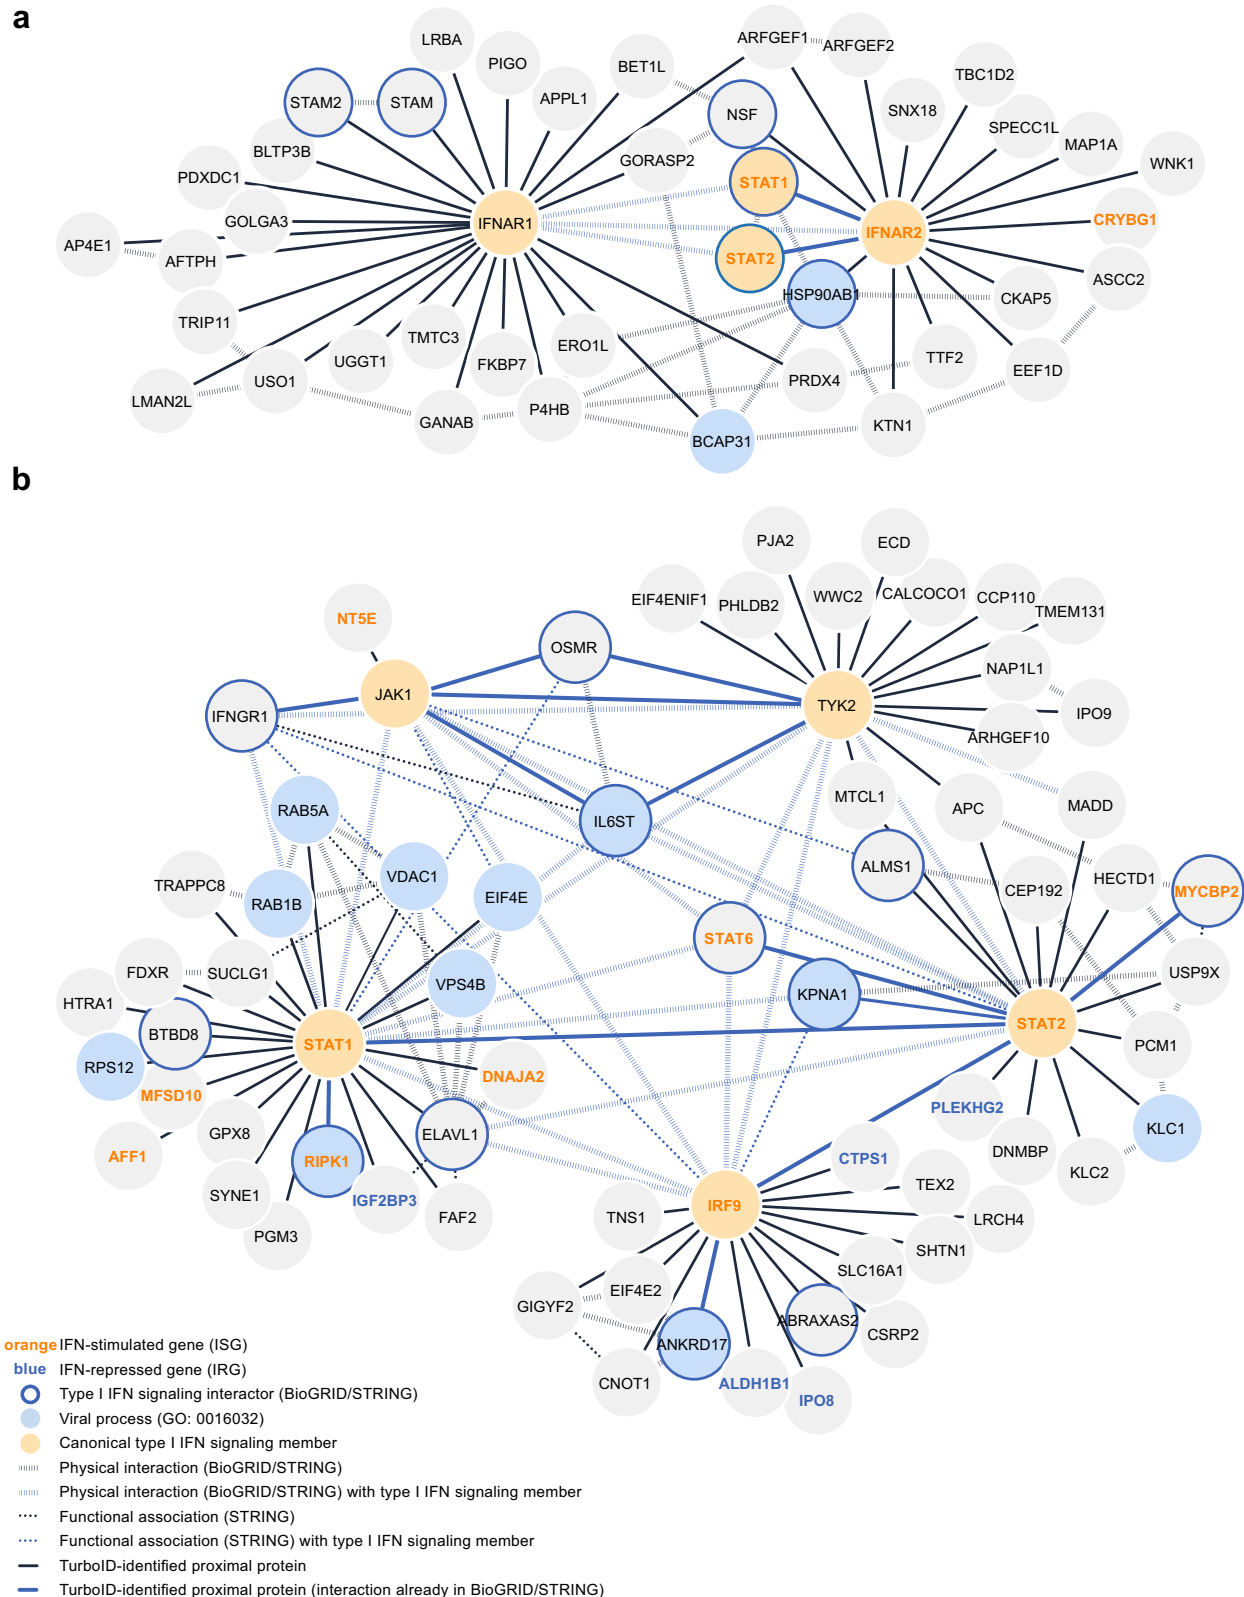 a
LRBA
PIGO
BET1L
ARFGEF1
ARFGEF2
TBC1D2
STAM2
STAM
APPL1
NSF
SNX18
SPECC1L
MAP1A
WNK1
BLTP3B
GORASP2
PDXDC1
STAT1
GOLGA3
IFNAR1
IFNAR2
CRYBG1
AP4E1
AFTPH
STAT2
HSP90AB1
CKAP5
ASCC2
TRIP11
TMTC3
ERO1L
UGGT1
FKBP7
TTF2
EEF1D
LMAN2L
USO1
PRDX4
GANAB
P4HB
BCAP31
KTN1
b
PJA2
ECD
EIF4ENIF1
PHLDB2
WWC2
CALCOCO1
CCP110
TMEM131
NT5E
OSMR
NAP1L1
JAK1
IFNGR1
TYK2
IPO9
ARHGEF10
RAB5A
IL6ST
MTCL1
APC
MADD
TRAPPC8
RAB1B
VDAC1
EIF4E
ALMS1
CEP192
HECTD1
MYCBP2
STAT6
FDXR
SUCLG1
VPS4B
KPNA1
USP9X
HTRA1
BTBD8
STAT1
STAT2
PCM1
RPS12
MFSD10
DNAJA2
PLEKHG2
AFF1
GPX8
ELAVL1
KLC1
RIPK1
CTPS1
DNMBP
KLC2
SYNE1
IGF2BP3
FAF2
TNS1
IRF9
TEX2
LRCH4
PGM3
SHTN1
SLC16A1
GIGYF2
EIF4E2
ABRAXAS2
CSRP2
ANKRD17
CNOT1
ALDH1B1
IPO8
orange IFN-stimulated gene (ISG)
blue IFN-repressed gene (IRG)
Type I IFN signaling interactor (BioGRID/STRING)
Viral process (GO: 0016032)
Canonical type I IFN signaling member
Physical interaction (BioGRID/STRING)
Physical interaction (BioGRID/STRING) with type I IFN signaling member
Functional association (STRING)
Functional association (STRING) with type I IFN signaling member
TurboID-identified proximal protein
TurboID-identified proximal protein (interaction already in BioGRID/STRING)